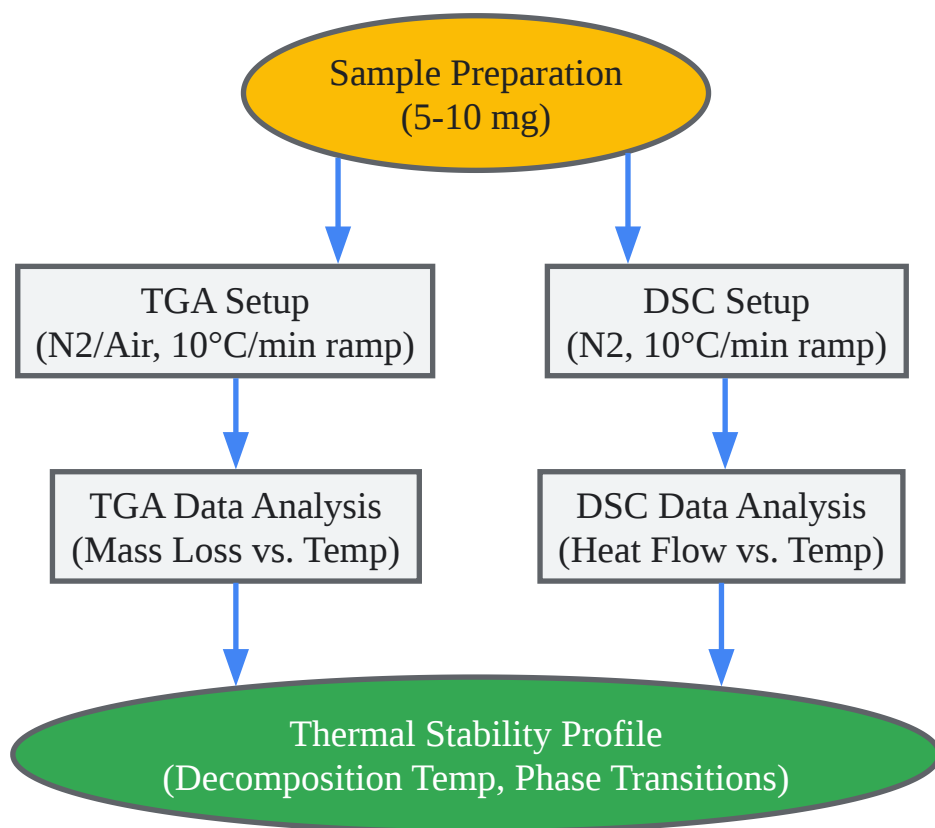 Sample Preparation
(5-10 mg)
TGA Setup
(N2/Air, 10°C/min ramp)
DSC Setup
(N2, 10°C/min ramp)
TGA Data Analysis
(Mass Loss vs. Temp)
DSC Data Analysis
(Heat Flow vs. Temp)
Thermal Stability Profile
(Decomposition Temp, Phase Transitions)